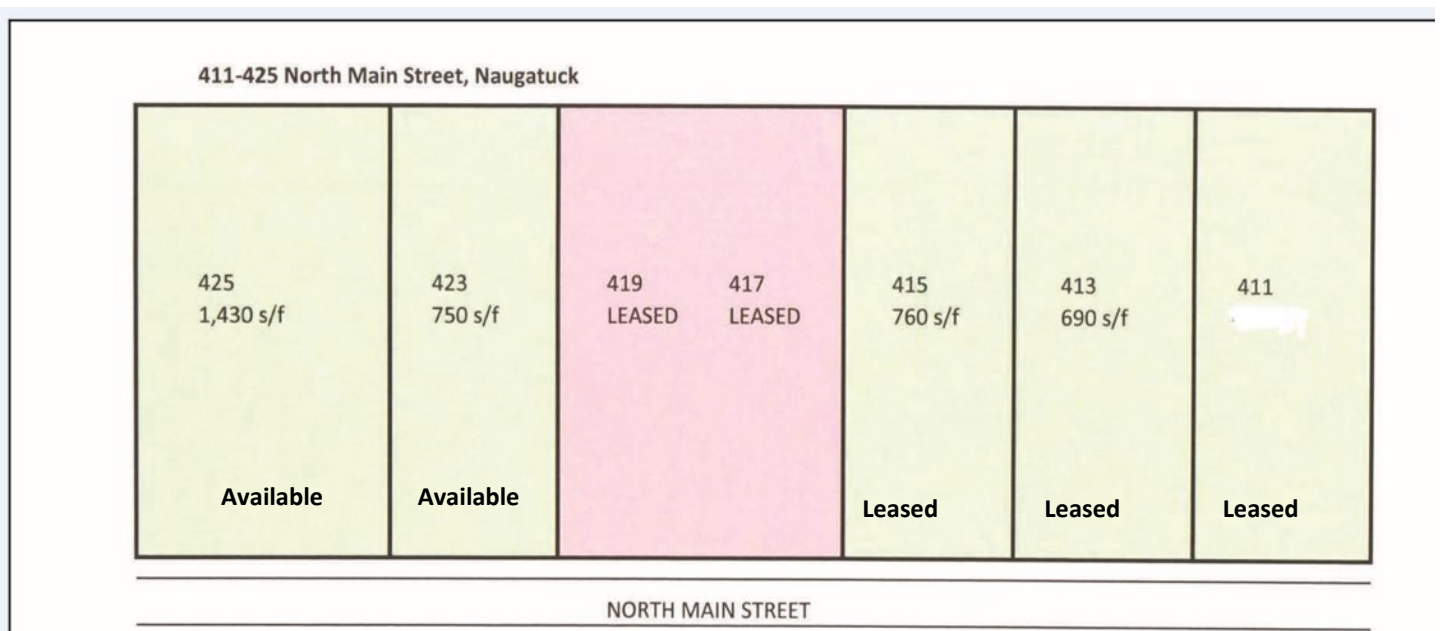 411-425 North Main Street, Naugatuck
425
1,430 s/f
Available
423
750 s/f
Available
419
LEASED
417
LEASED
415
760 s/f
Leased
413
690 s/f
Leased
411
Leased
NORTH MAIN STREET